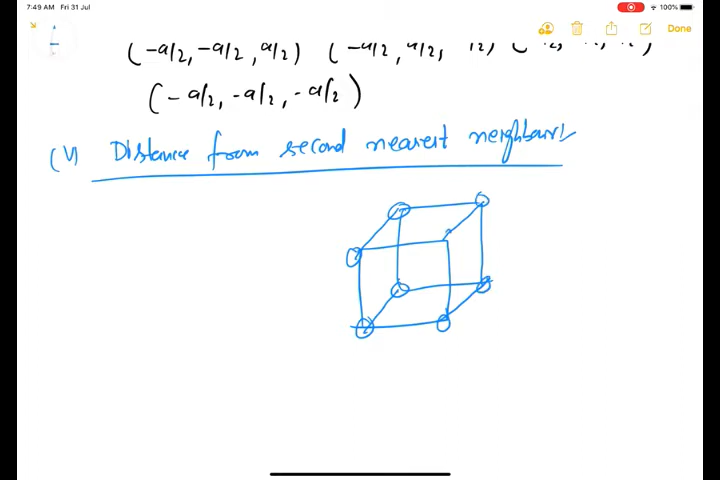 7:49 AM Fri 31 Jul
100%
Done
(-a/2, -a/2, a/2) (-a/2, a/2,
(-a/2, -a/2, -a/2)
(V) Distance from second nearest neighbours